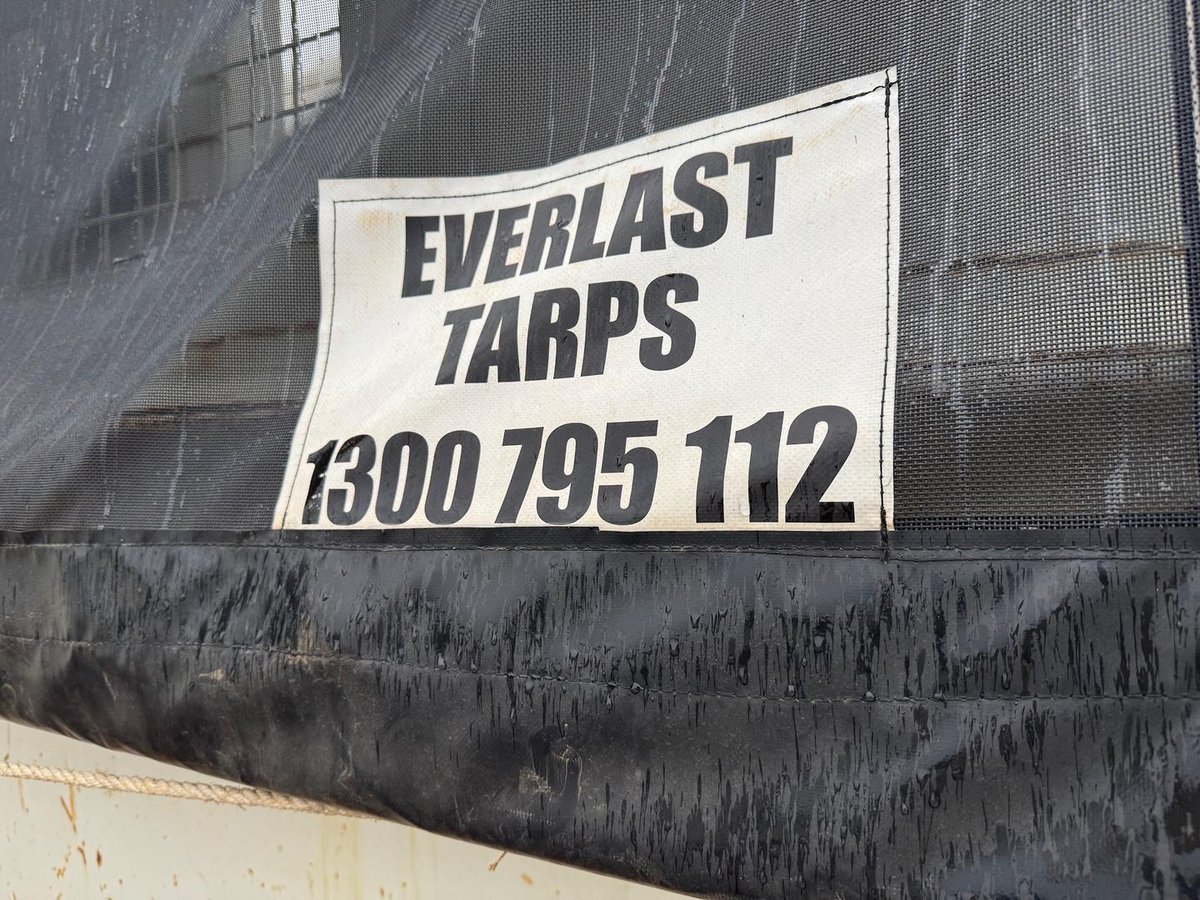 EVERLAST
TARPS
1300 795 112